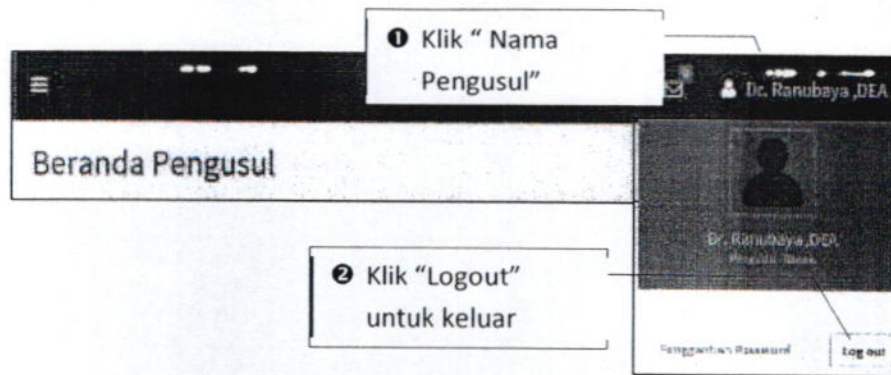 ❶ Klik “ Nama
Pengusul”
Dr. Ranubaya ,DEA
Beranda Pengusul
Dr. Ranubaya ,DEA
❷ Klik “Logout”
untuk keluar
Penggantian Password
Log out